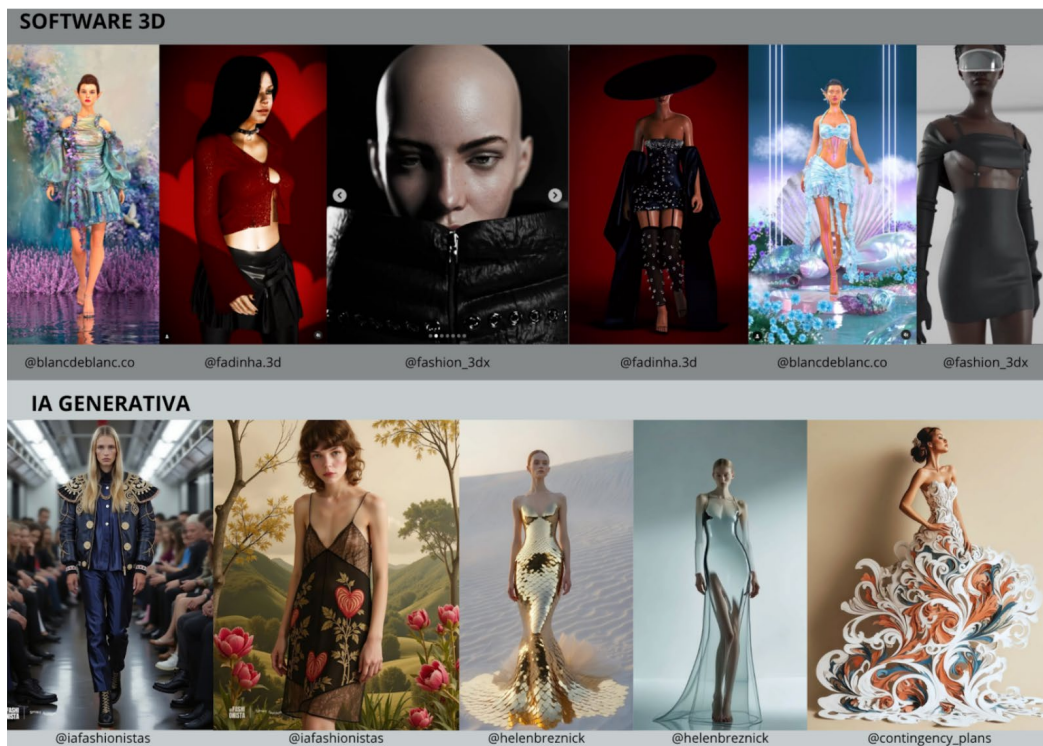 SOFTWARE 3D
@blancdeblanc.co
@fadinha.3d
@fashion_3dx
@fadinha.3d
@blancdeblanc.co
@fashion_3dx
IA GENERATIVA
@iafashionistas
@iafashionistas
@helenbreznick
@helenbreznick
@contingency_plans